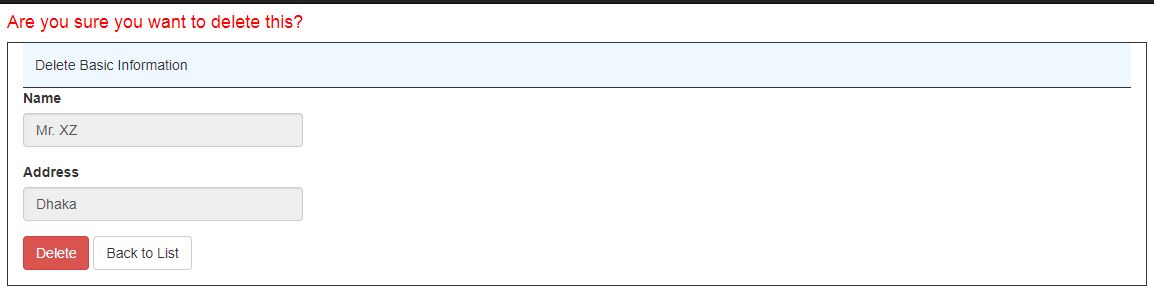 Are you sure you want to delete this?
Delete Basic Information
Name
Mr. XZ
Address
Dhaka
Delete Back to List